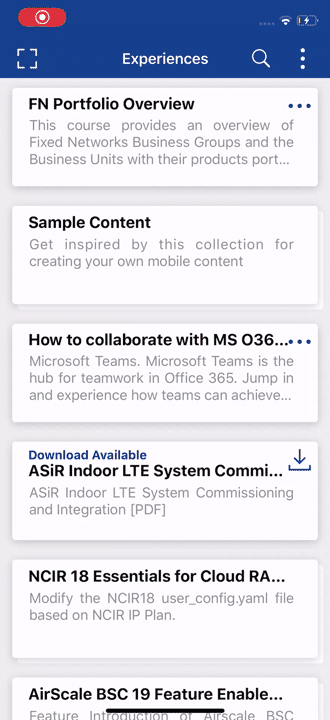 Experiences
FN Portfolio Overview
This course provides an overview of
Fixed Networks Business Groups and the
Business Units with their products port...
Sample Content
Get inspired by this collection for
creating your own mobile content
How to collaborate with MS O36...
Microsoft Teams. Microsoft Teams is the
hub for teamwork in Office 365. Jump in
and experience how teams can achieve...
Download Available
ASiR Indoor LTE System Commi...
ASiR Indoor LTE System Commissioning
and Integration [PDF]
NCIR 18 Essentials for Cloud RA...
Modify the NCIR18 user_config.yaml file
based on NCIR IP Plan.
AirScale BSC 19 Feature Enable...
Feature Introduction of Airscale BSC